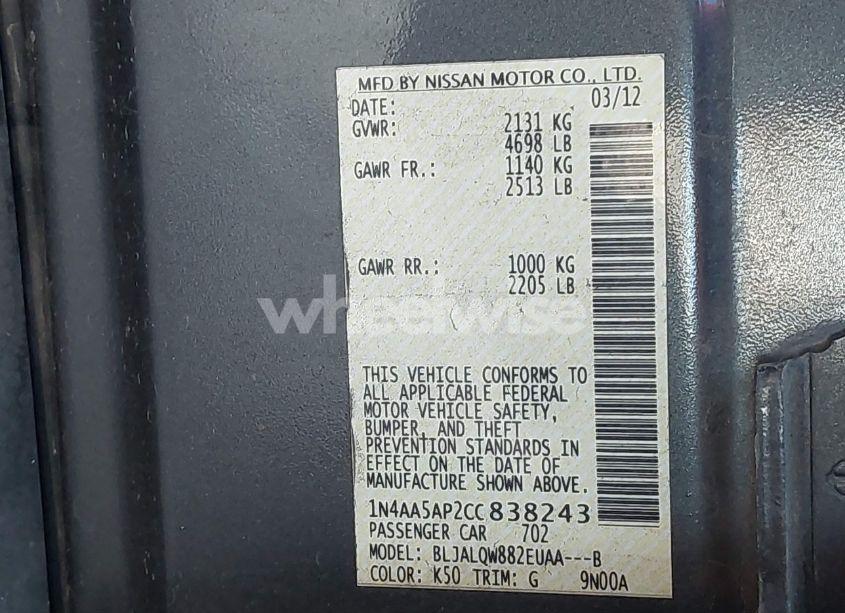 MFD BY NISSAN MOTOR CO., LTD.
DATE: 03/12
GVWR: 2131 KG
4698 LB
GAWR FR.: 1140 KG
2513 LB
GAWR RR.: 1000 KG
2205 LB
wheelwise
THIS VEHICLE CONFORMS TO
ALL APPLICABLE FEDERAL
MOTOR VEHICLE SAFETY,
BUMPER, AND THEFT
PREVENTION STANDARDS IN
EFFECT ON THE DATE OF
MANUFACTURE SHOWN ABOVE.
1N4AA5AP2CC838243
PASSENGER CAR 702
MODEL: BLJALQW882EUAA---B
COLOR: K50 TRIM: G 9N00A